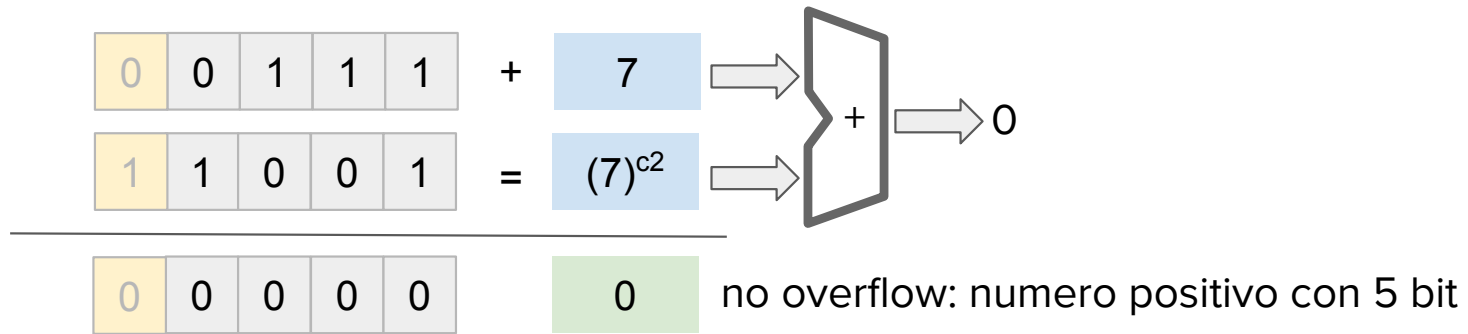 0 0 1 1 1 + 7
+ 0
1 1 0 0 1 = (7)^c2
0 0 0 0 0 0 no overflow: numero positivo con 5 bit